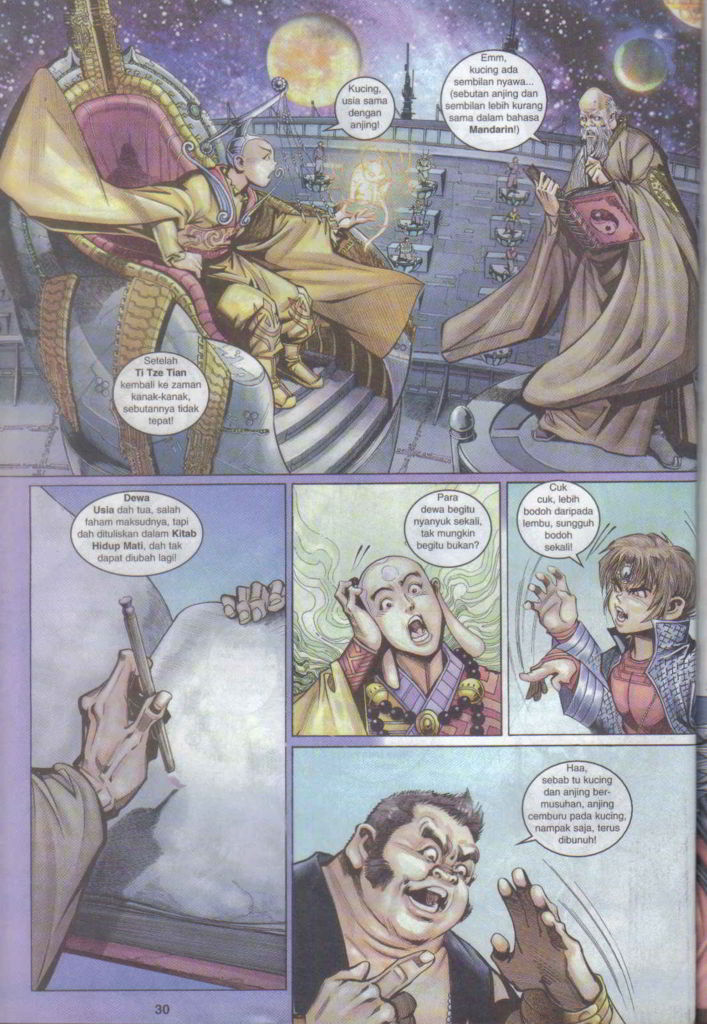 Kucing,
usia sama
dengan
anjing!
Emm,
kucing ada
sembilan nyawa...
(sebutan anjing dan
sembilan lebih kurang
sama dalam bahasa
Mandarin!)
Setelah
Ti Tze Tian
kembali ke zaman
kanak-kanak,
sebutannya tidak
tepat!
Dewa
Usia dah tua, salah
faham maksudnya, tapi
dah dituliskan dalam Kitab
Hidup Mati, dah tak
dapat diubah lagi!
Para
dewa begitu
nyanyuk sekali,
tak mungkin
begitu bukan?
Cuk
cuk, lebih
bodoh daripada
lembu, sungguh
bodoh
sekali!
Haa,
sebab tu kucing
dan anjing ber-
musuhan, anjing
cemburu pada kucing,
nampak saja, terus
dibunuh!
30